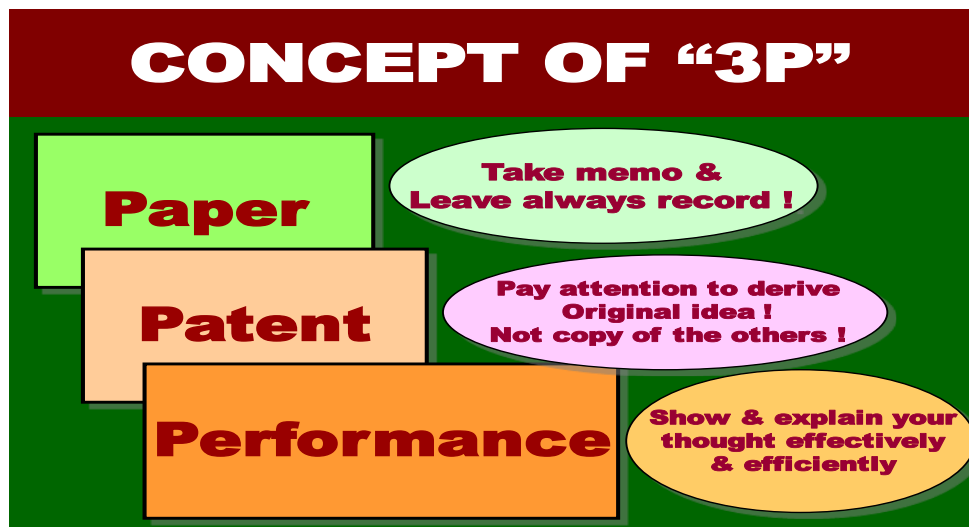 CONCEPT OF “3P”
Paper
Take memo &
Leave always record !
Patent
Pay attention to derive
Original idea !
Not copy of the others !
Performance
Show & explain your
thought effectively
& efficiently